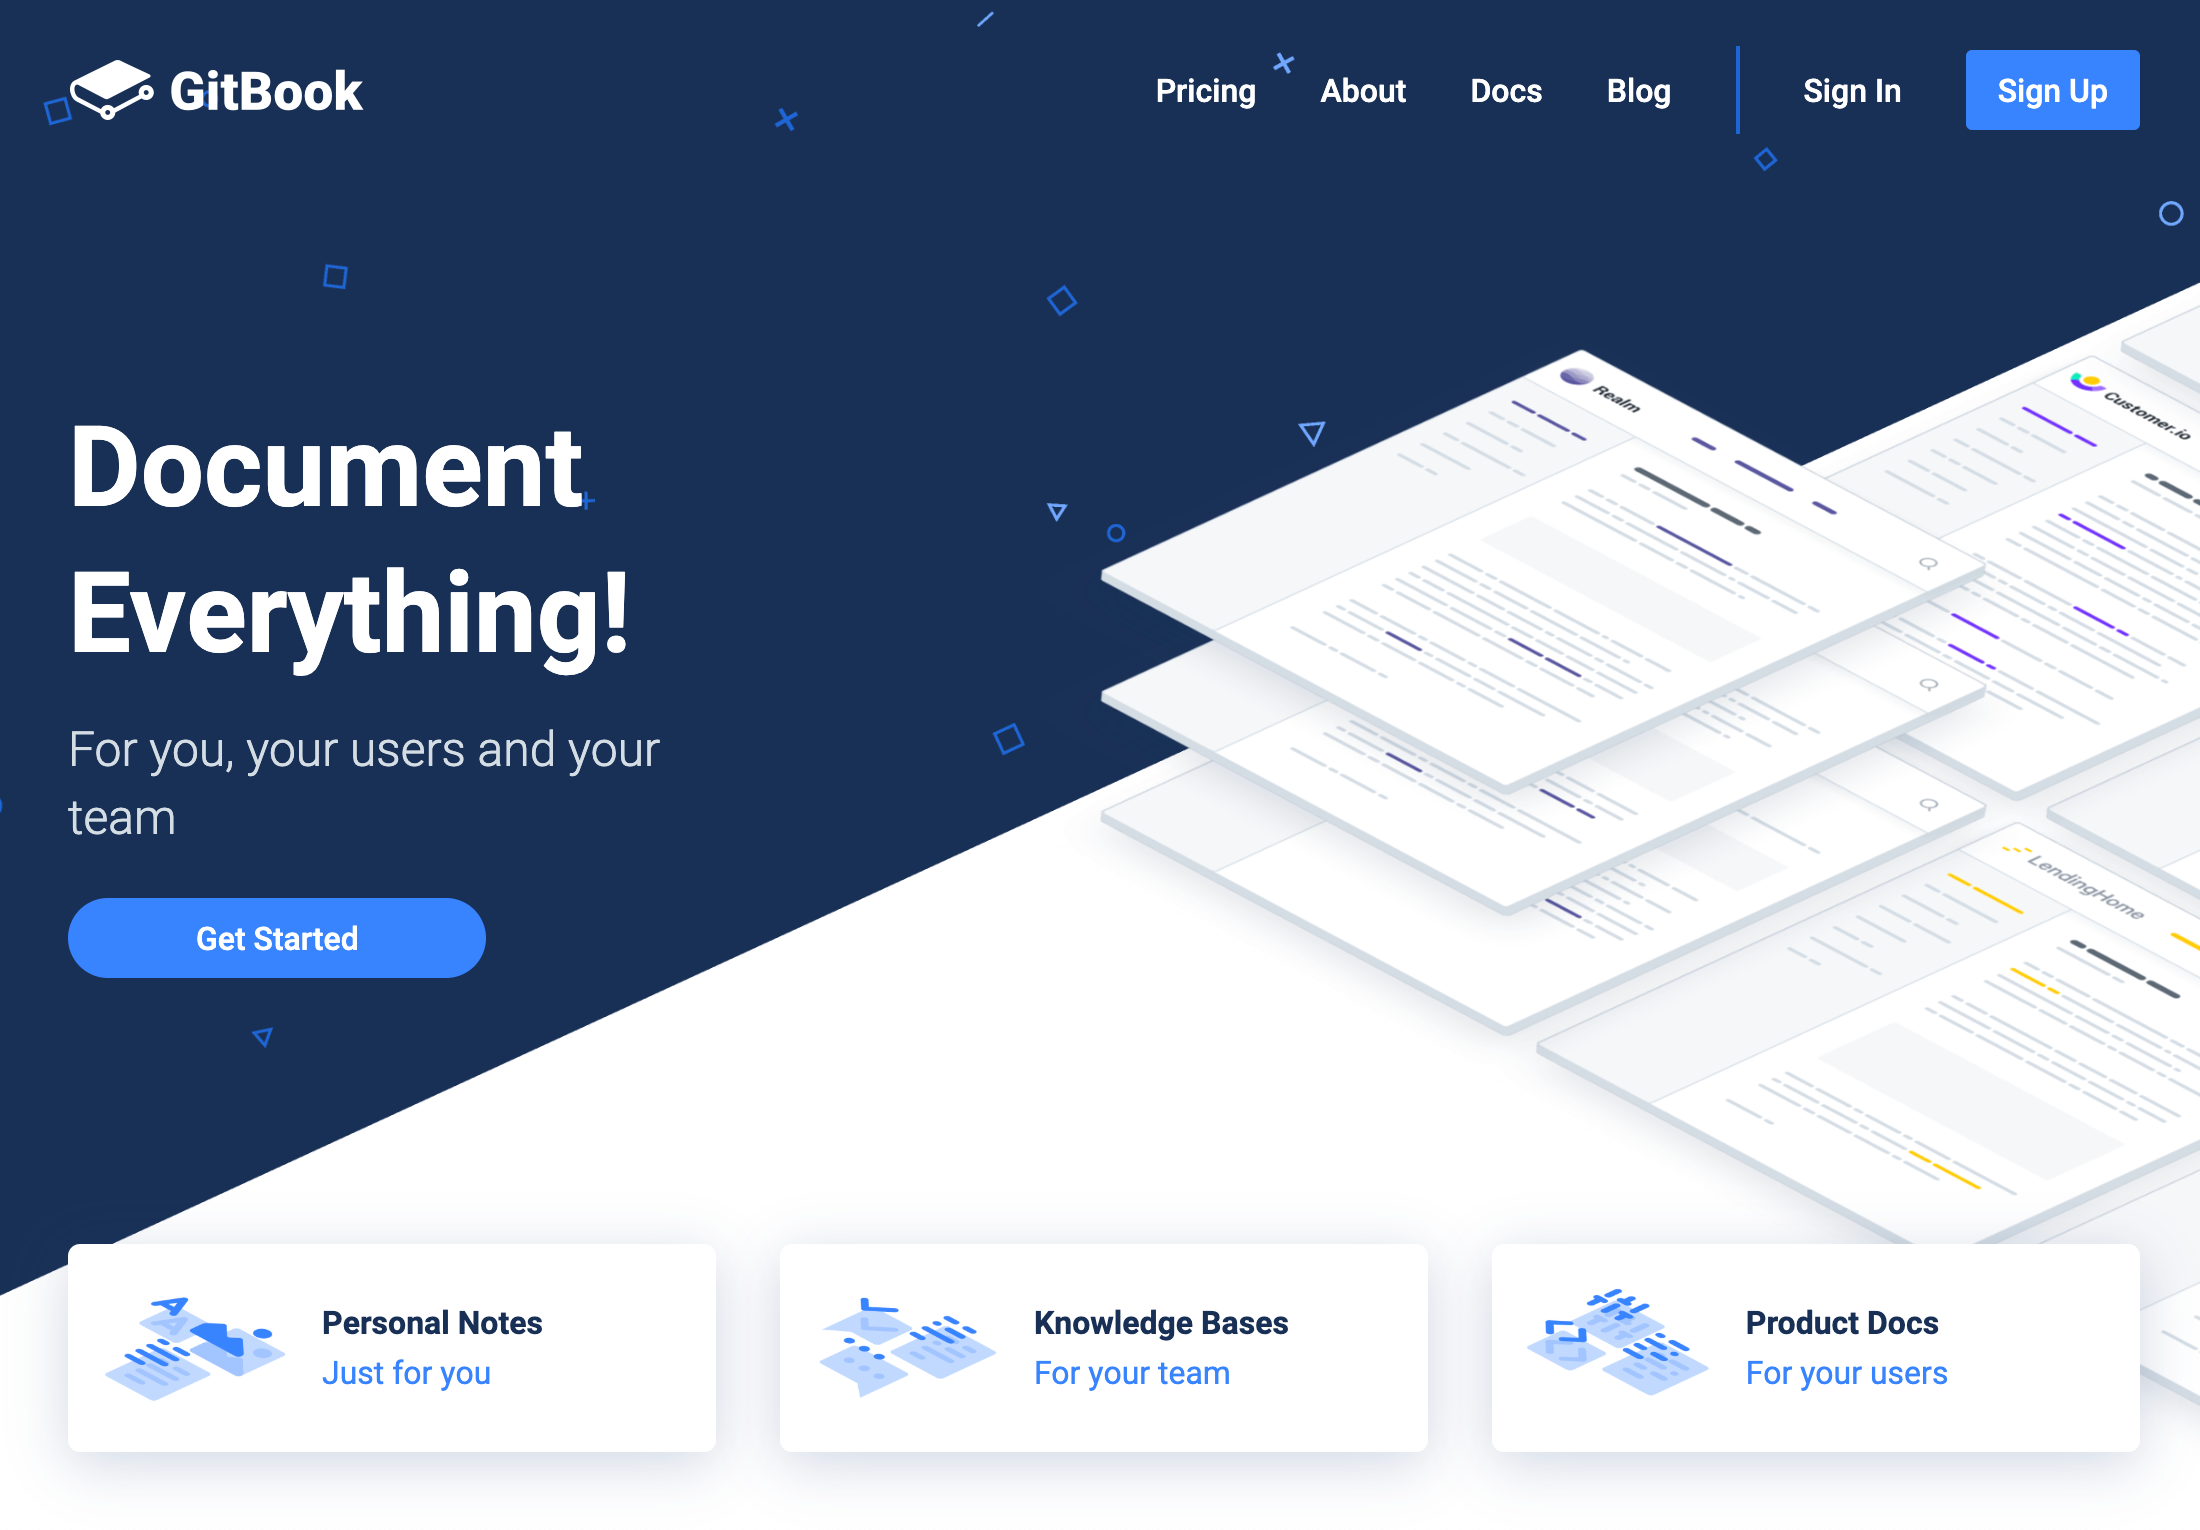 GitBook
Pricing
About
Docs
Blog
Sign In
Sign Up
Document
Everything!
For you, your users and your
team
Get Started
Realm
Customer.io
LendingHome
Personal Notes
Just for you
Knowledge Bases
For your team
Product Docs
For your users